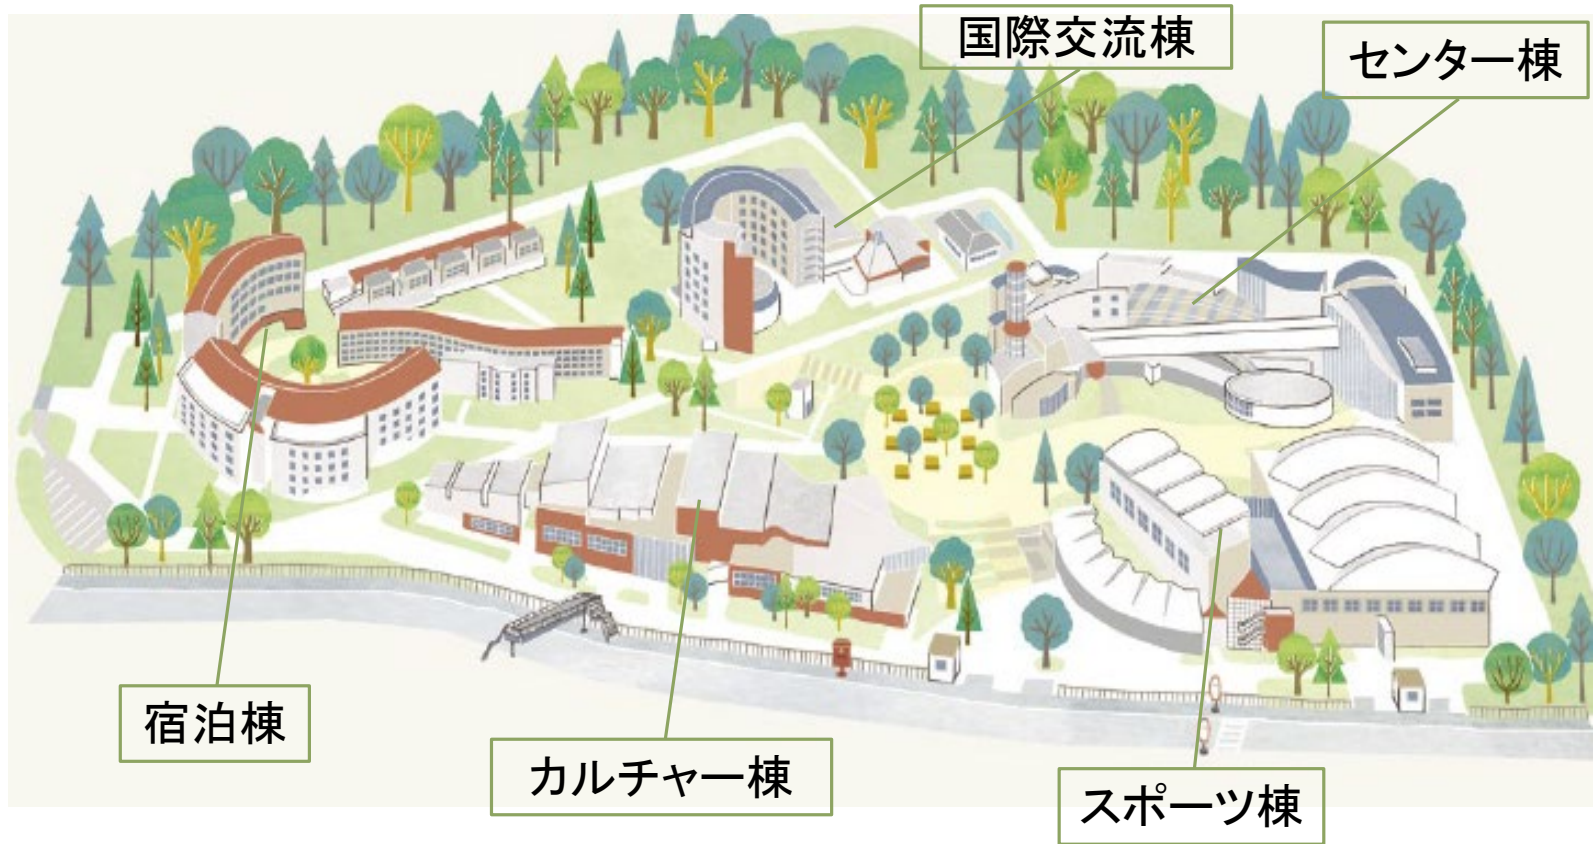 国際交流棟
センター棟
宿泊棟
カルチャー棟
スポーツ棟